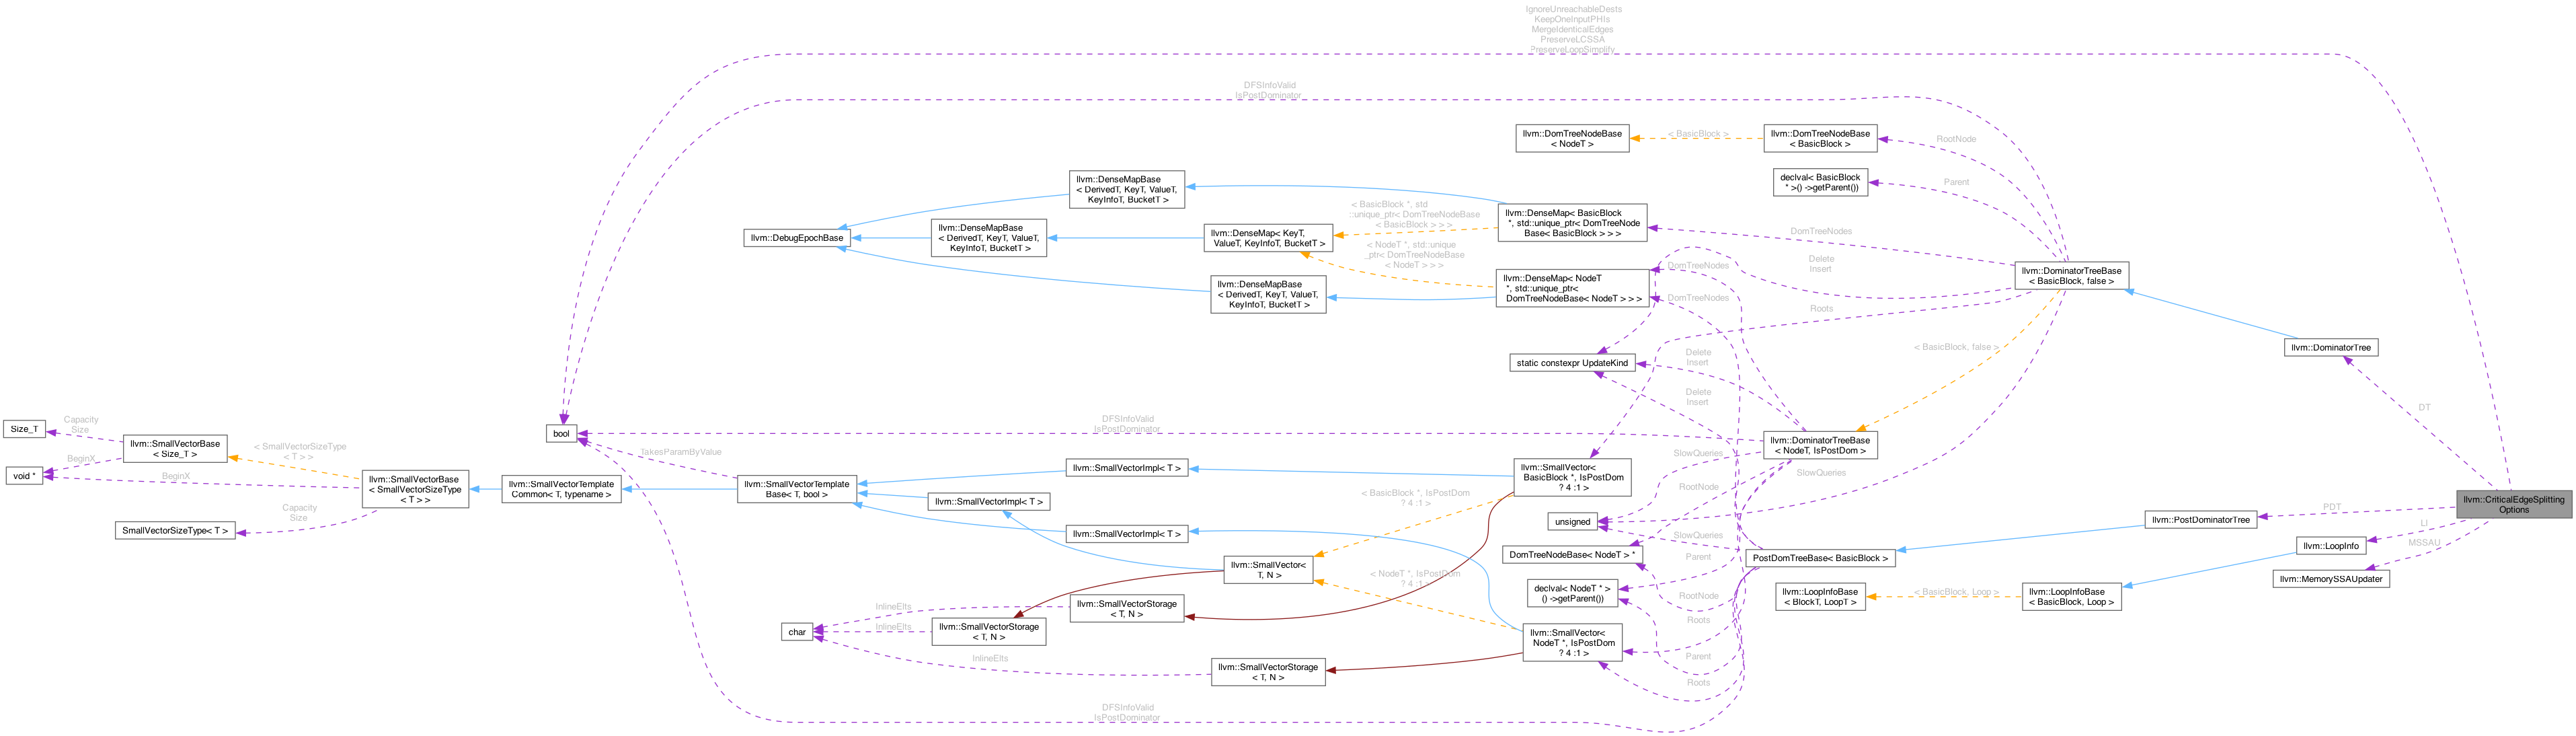 IgnoreUnreachableDests
KeepOneInputPHIs
MergeIdenticalEdges
PreserveLCSSA
PreserveLoopSimplify
DFSInfoValid
IsPostDominator
llvm::DomTreeNodeBase
< NodeT >
< BasicBlock >
llvm::DomTreeNodeBase
< BasicBlock >
RootNode
declval< BasicBlock
* >() ->getParent())
Parent
llvm::DenseMapBase
< DerivedT, KeyT, ValueT,
KeyInfoT, BucketT >
llvm::DebugEpochBase
llvm::DenseMapBase
< DerivedT, KeyT, ValueT,
KeyInfoT, BucketT >
llvm::DenseMap< KeyT,
ValueT, KeyInfoT, BucketT >
< BasicBlock *, std
::unique_ptr< DomTreeNodeBase
< BasicBlock > > >
llvm::DenseMap< BasicBlock
*, std::unique_ptr< DomTreeNode
Base< BasicBlock > > >
DomTreeNodes
< NodeT *, std::unique
_ptr< DomTreeNodeBase
< NodeT > > >
llvm::DenseMapBase
< DerivedT, KeyT, ValueT,
KeyInfoT, BucketT >
llvm::DenseMap< NodeT
*, std::unique_ptr<
DomTreeNodeBase< NodeT > > >
DomTreeNodes
DomTreeNodes
Delete
Insert
Roots
llvm::DominatorTreeBase
< BasicBlock, false >
static constexpr UpdateKind
Delete
Insert
Delete
Insert
< BasicBlock, false >
llvm::DominatorTree
DT
Size_T
Capacity
Size
void *
BeginX
llvm::SmallVectorBase
< Size_T >
< SmallVectorSizeType
< T > >
BeginX
Capacity
Size
SmallVectorSizeType< T >
llvm::SmallVectorBase
< SmallVectorSizeType
< T > >
llvm::SmallVectorTemplate
Common< T, typename >
bool
TakesParamByValue
llvm::SmallVectorTemplate
Base< T, bool >
DFSInfoValid
IsPostDominator
llvm::SmallVectorImpl< T >
llvm::SmallVectorImpl< T >
llvm::SmallVectorImpl< T >
llvm::SmallVector<
BasicBlock *, IsPostDom
? 4 :1 >
< BasicBlock *, IsPostDom
? 4 :1 >
llvm::SmallVector<
T, N >
< NodeT *, IsPostDom
? 4 :1 >
llvm::SmallVector<
NodeT *, IsPostDom
? 4 :1 >
char
InlineElts
InlineElts
InlineElts
llvm::SmallVectorStorage
< T, N >
llvm::SmallVectorStorage
< T, N >
llvm::SmallVectorStorage
< T, N >
llvm::DominatorTreeBase
< NodeT, IsPostDom >
SlowQueries
SlowQueries
SlowQueries
unsigned
RootNode
DomTreeNodeBase< NodeT > *
Parent
declval< NodeT * >
() ->getParent())
RootNode
Roots
Parent
Roots
PostDomTreeBase< BasicBlock >
DFSInfoValid
IsPostDominator
llvm::PostDominatorTree
PDT
llvm::LoopInfoBase
< BlockT, LoopT >
< BasicBlock, Loop >
llvm::LoopInfoBase
< BasicBlock, Loop >
llvm::LoopInfo
LI
MSSAU
llvm::MemorySSAUpdater
llvm::CriticalEdgeSplitting
Options